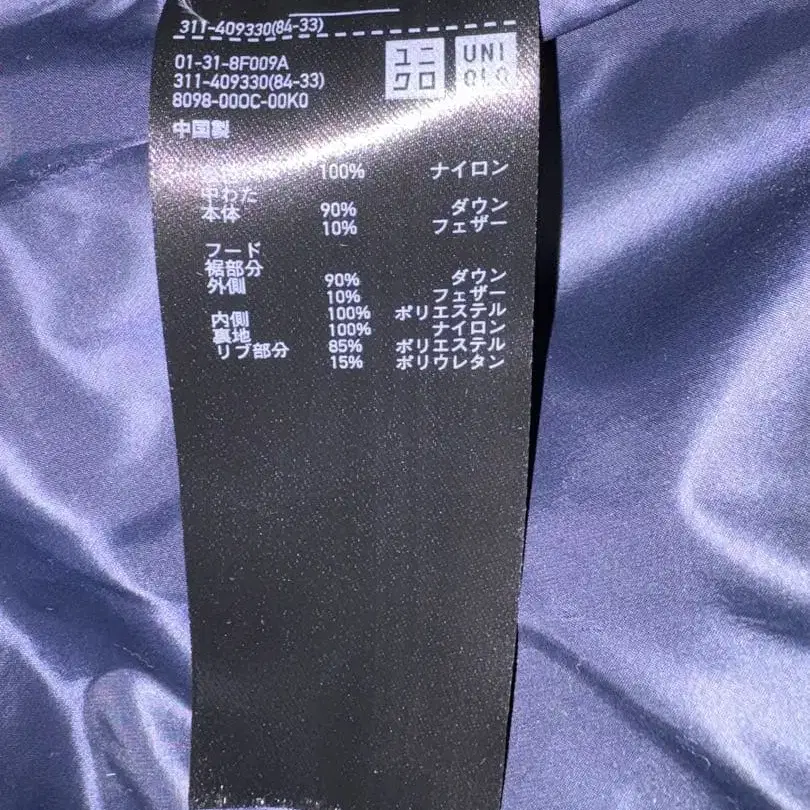 311-409330(84-33)
01-31-8F009A
311-409330(84-33)
8098-000C-00K0
ユニクロ
UNIQLO
中国製
100% ナイロン
中わた
本体 90% ダウン
10% フェザー
フード
裾部分
外側 90% ダウン
10% フェザー
内側 100% ポリエステル
裏地 100% ナイロン
リブ部分 85% ポリエステル
15% ポリウレタン